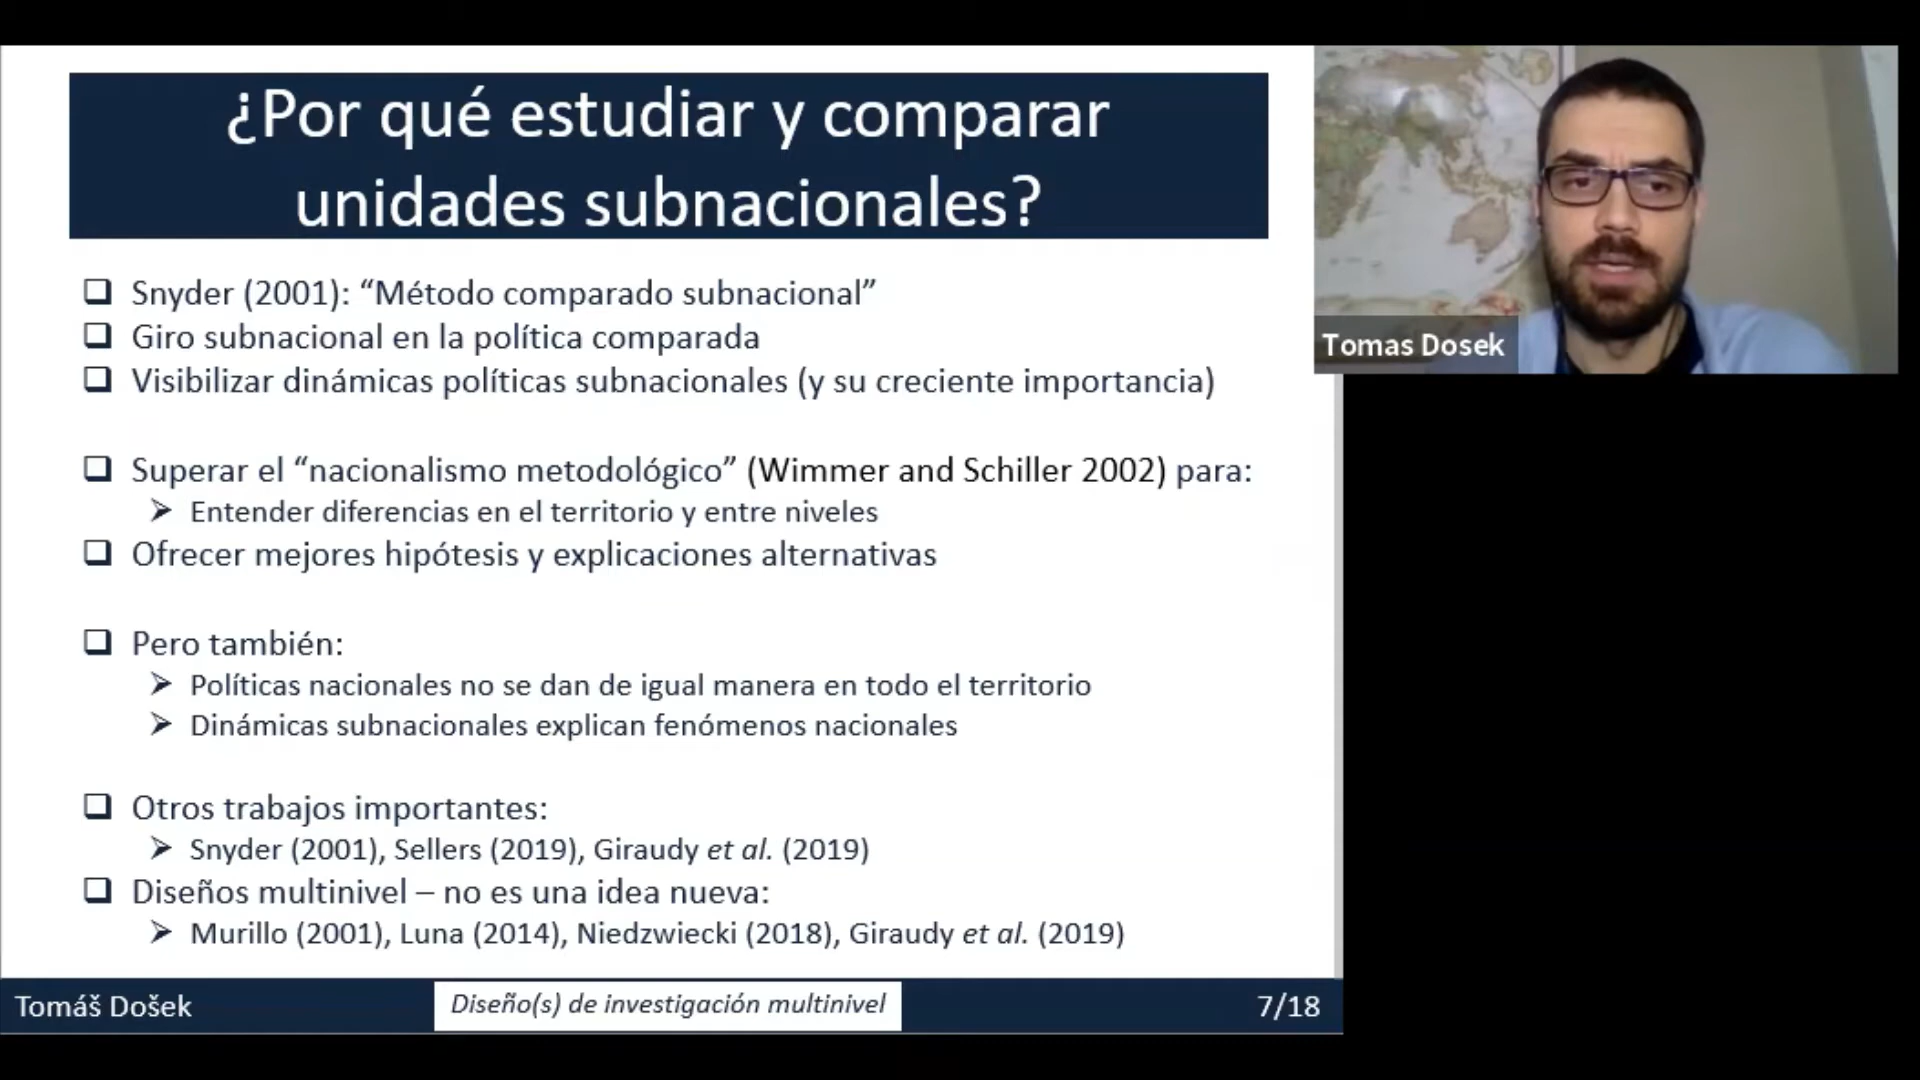 ¿Por qué estudiar y comparar
unidades subnacionales?
❑ Snyder (2001): “Método comparado subnacional”
❑ Giro subnacional en la política comparada
❑ Visibilizar dinámicas políticas subnacionales (y su creciente importancia)
❑ Superar el “nacionalismo metodológico” (Wimmer and Schiller 2002) para:
➢ Entender diferencias en el territorio y entre niveles
❑ Ofrecer mejores hipótesis y explicaciones alternativas
❑ Pero también:
➢ Políticas nacionales no se dan de igual manera en todo el territorio
➢ Dinámicas subnacionales explican fenómenos nacionales
❑ Otros trabajos importantes:
➢ Snyder (2001), Sellers (2019), Giraudy et al. (2019)
❑ Diseños multinivel – no es una idea nueva:
➢ Murillo (2001), Luna (2014), Niedzwiecki (2018), Giraudy et al. (2019)
Tomáš Došek
Diseño(s) de investigación multinivel
7/18
Tomas Dosek